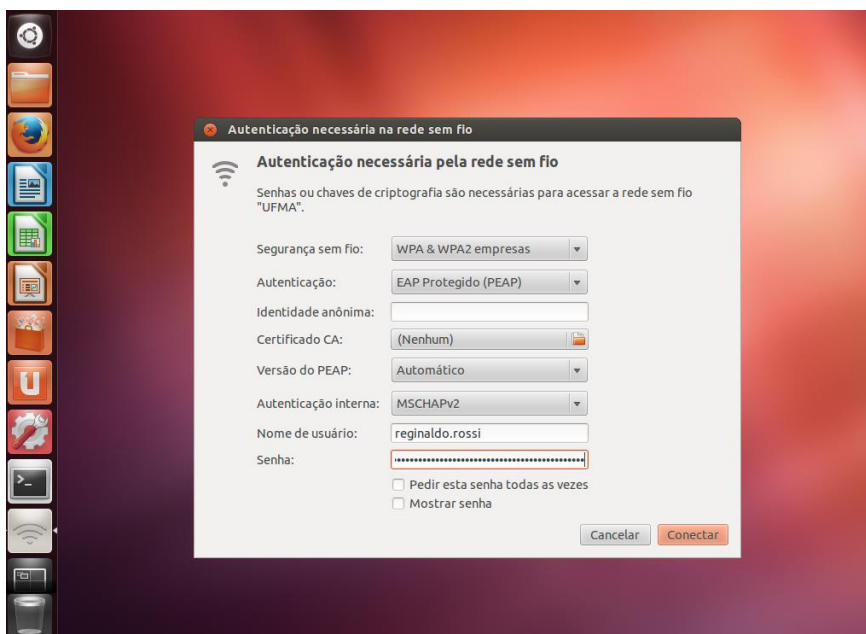 Autenticação necessária na rede sem fio
Autenticação necessária pela rede sem fio
Senhas ou chaves de criptografia são necessárias para acessar a rede sem fio
"UFMA".
Segurança sem fio: WPA & WPA2 empresas
Autenticação: EAP Protegido (PEAP)
Identidade anônima:
Certificado CA: (Nenhum)
Versão do PEAP: Automático
Autenticação interna: MSCHAPv2
Nome de usuário: reginaldo.rossi
Senha:
Pedir esta senha todas as vezes
Mostrar senha
Cancelar Conectar